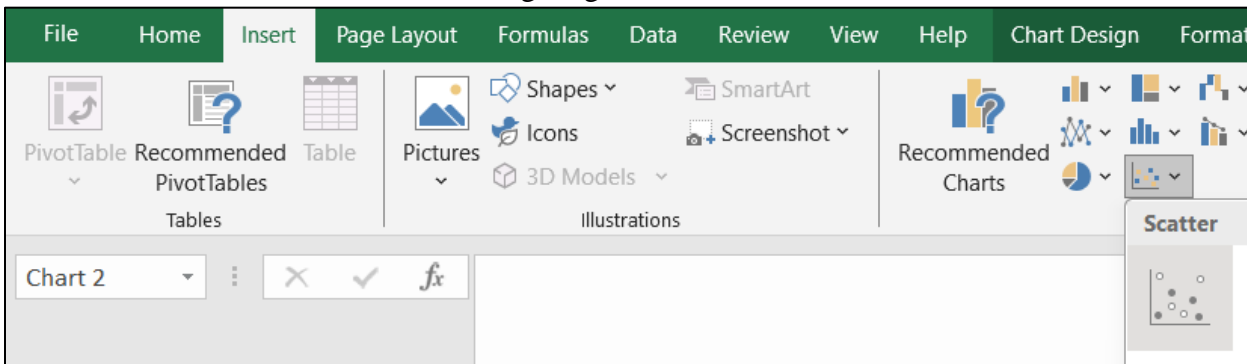 File Home Insert Page Layout Formulas Data Review View Help Chart Design Format
PivotTable
Recommended
PivotTables
Table
Tables
Pictures
Shapes
Icons
3D Models
SmartArt
Screenshot
Illustrations
Recommended
Charts
Scatter
Chart 2
fx